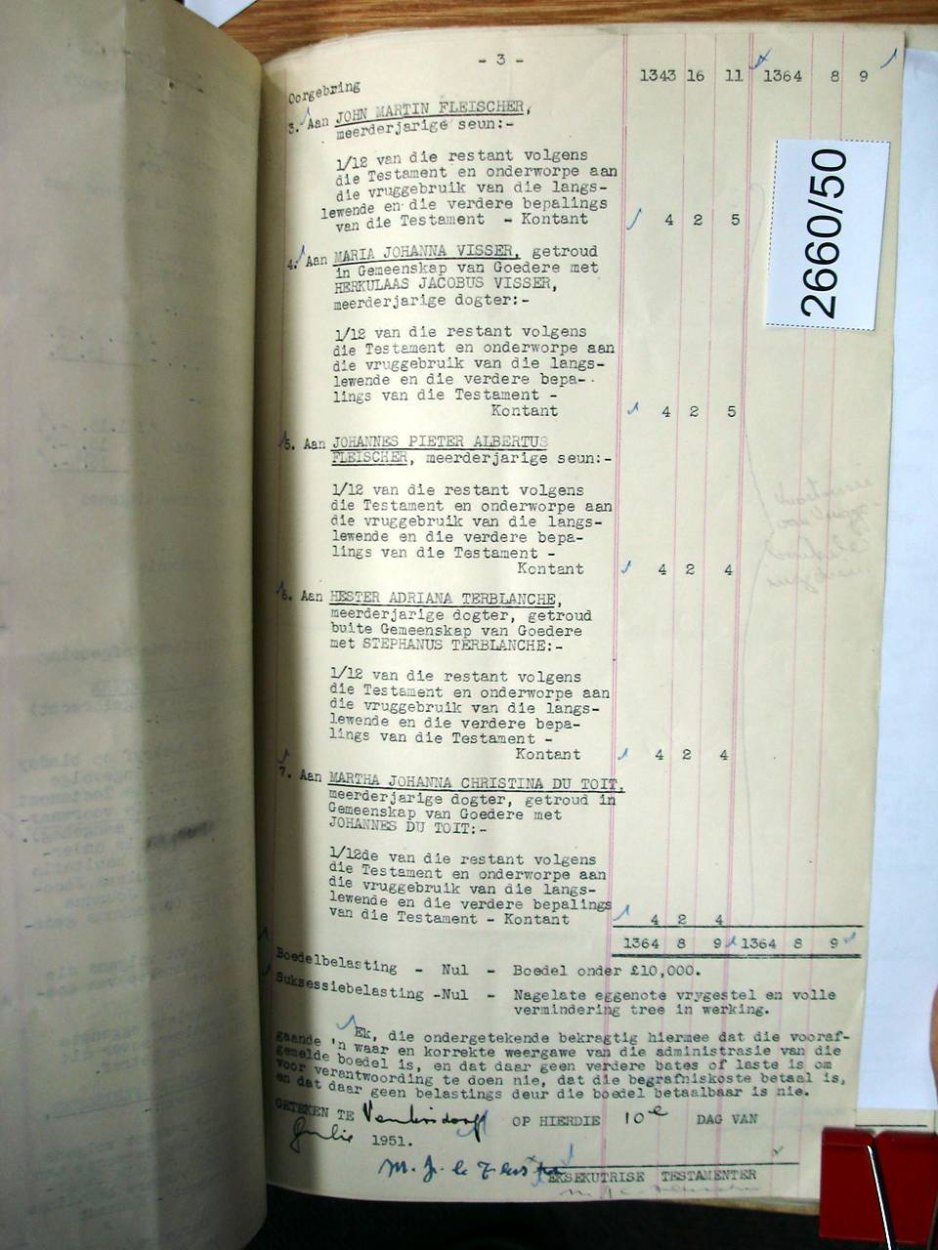 - 3 -
Oorgebring 1343 16 11 1364 8 9
3. Aan JOHN MARTIN FLEISCHER,
meerderjarige seun:-
1/12 van die restant volgens
die Testament en onderworpe aan
die vruggebruik van die langs-
lewende en die verdere bepalings
van die Testament - Kontant 4 2 5
4. Aan MARIA JOHANNA VISSER, getroud
in Gemeenskap van Goedere met
HERKULAAS JACOBUS VISSER,
meerderjarige dogter:-
1/12 van die restant volgens
die Testament en onderworpe aan
die vruggebruik van die langs-
lewende en die verdere bepa-
lings van die Testament -
Kontant 4 2 5
5. Aan JOHANNES PIETER ALBERTUS
FLEISCHER, meerderjarige seun:-
1/12 van die restant volgens
die Testament en onderworpe aan
die vruggebruik van die langs-
lewende en die verdere bepa-
lings van die Testament -
Kontant 4 2 4
6. Aan HESTER ADRIANA TERBLANCHE,
meerderjarige dogter, getroud
buite Gemeenskap van Goedere
met STEPHANUS TERBLANCHE:-
1/12 van die restant volgens
die Testament en onderworpe aan
die vruggebruik van die langs-
lewende en die verdere bepa-
lings van die Testament -
Kontant 4 2 4
7. Aan MARTHA JOHANNA CHRISTINA DU TOIT,
meerderjarige dogter, getroud in
Gemeenskap van Goedere met
JOHANNES DU TOIT:-
1/12de van die restant volgens
die Testament en onderworpe aan
die vruggebruik van die langs-
lewende en die verdere bepalings
van die Testament - Kontant 4 2 4
1364 8 9 1364 8 9
Boedelbelasting - Nul - Boedel onder £10,000.
Suksessiebelasting -Nul - Nagelate eggenote vrygestel en volle
vermindering tree in werking.
Ek, die ondergetekende bekragtig hiermee dat die vooraf-
gaande 'n waar en korrekte weergawe van die administrasie van die
gemelde boedel is, en dat daar geen verdere bates of laste is om
voor verantwoording te doen nie, dat die begrafniskoste betaal is,
en dat daar geen belastings deur die boedel betaalbaar is nie.
GETEKEN TE Ventersdorp OP HIERDIE 10e DAG VAN
Julie 1951.
EKSEKUTRISE TESTAMENTER
2660/50